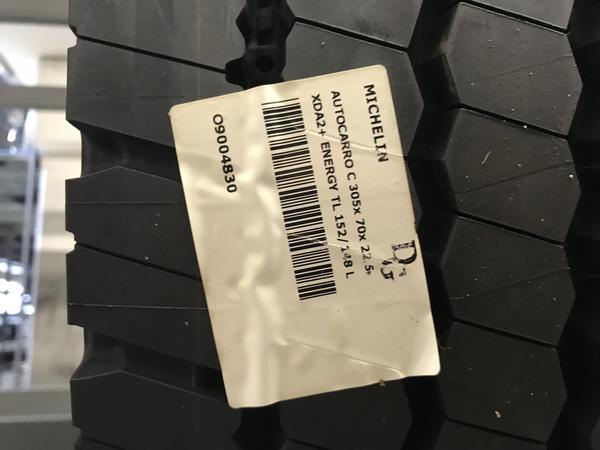 MICHELIN
AUTOCARRO C 305x 70x 22.5
XDA2+ ENERGY TL 152/148 L
O9004830